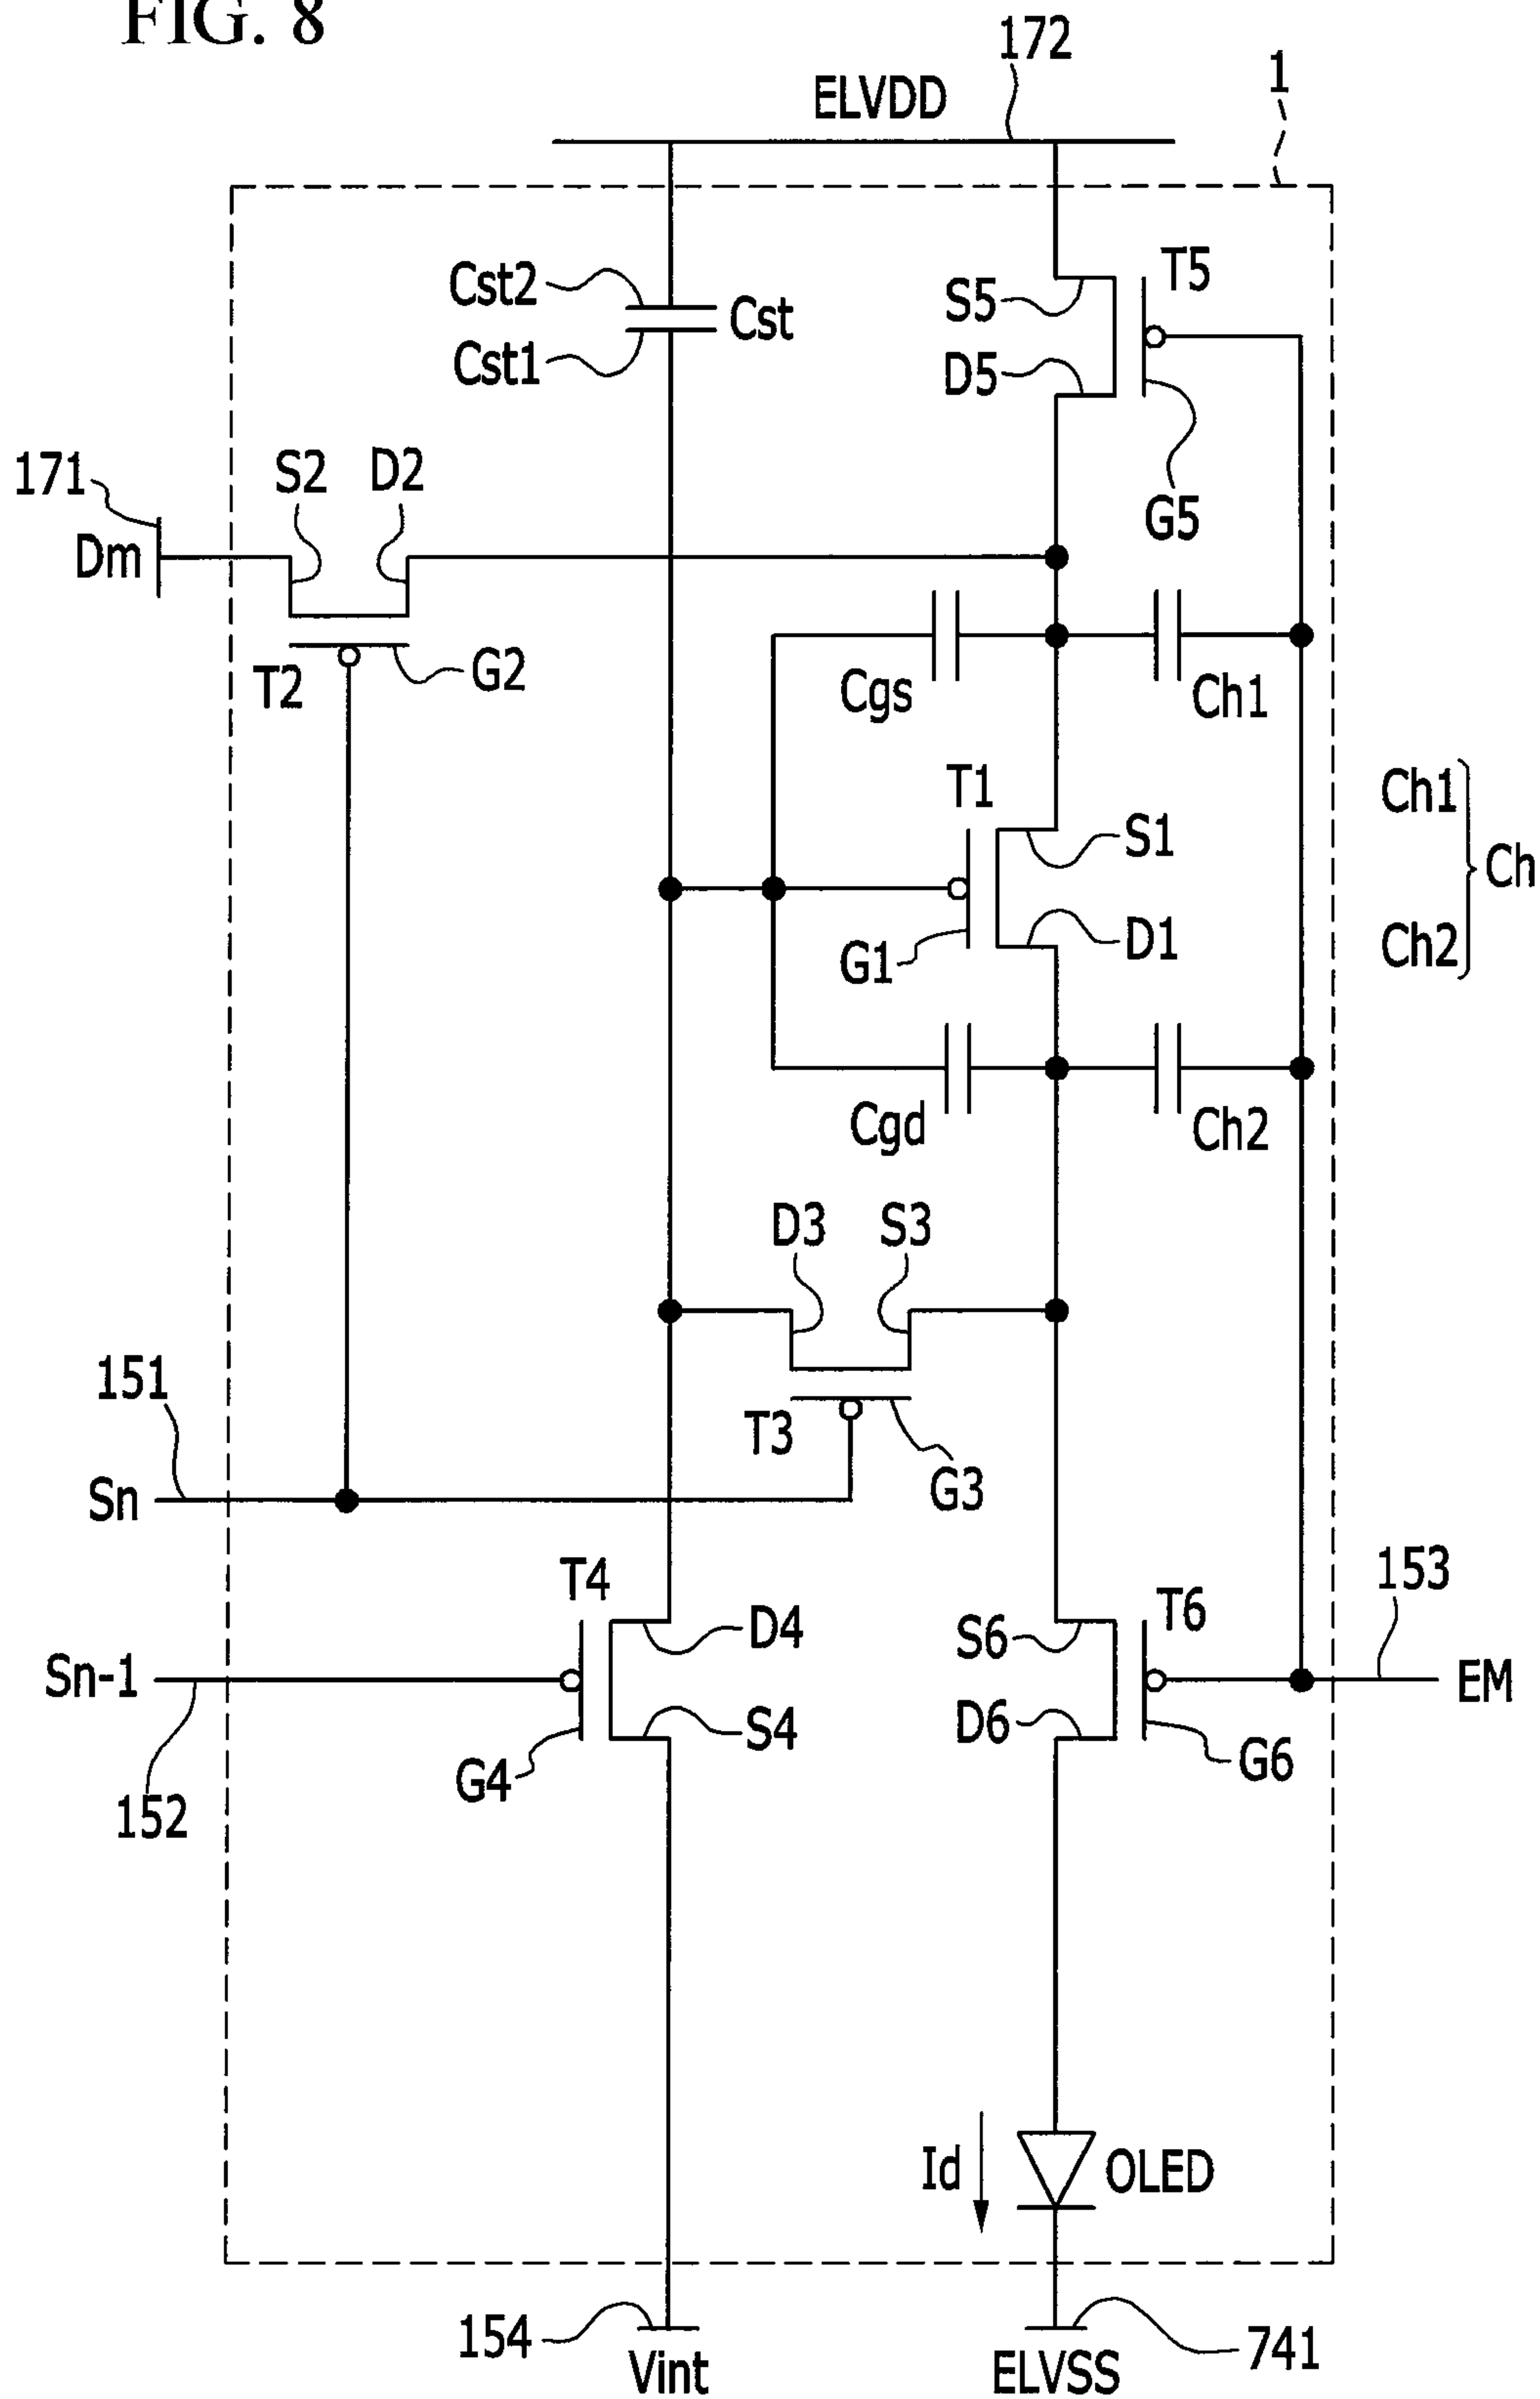 FIG. 8
172
ELVDD
1
Cst2
Cst
Cst1
S5
T5
D5
G5
171
S2
D2
Dm
T2
G2
Cgs
Ch1
T1
S1
G1
D1
Ch1
Ch
Ch2
Cgd
Ch2
D3
S3
151
T3
G3
Sn
T4
D4
S6
T6
153
Sn-1
S4
D6
EM
G4
G6
152
Id
OLED
154
Vint
ELVSS
741